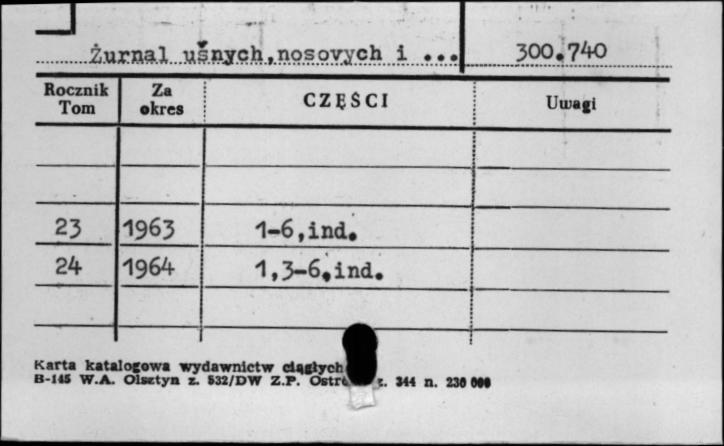 Žurnal ušnych,nosovych i ... 300.740
Rocznik Tom Za okres CZĘŚCI Uwagi
23 1963 1-6,ind.
24 1964 1,3-6,ind.
Karta katalogowa wydawnictw ciągłych
B-145 W.A. Olsztyn z. 532/DW Z.P. Ostr z. 344 n. 230 000